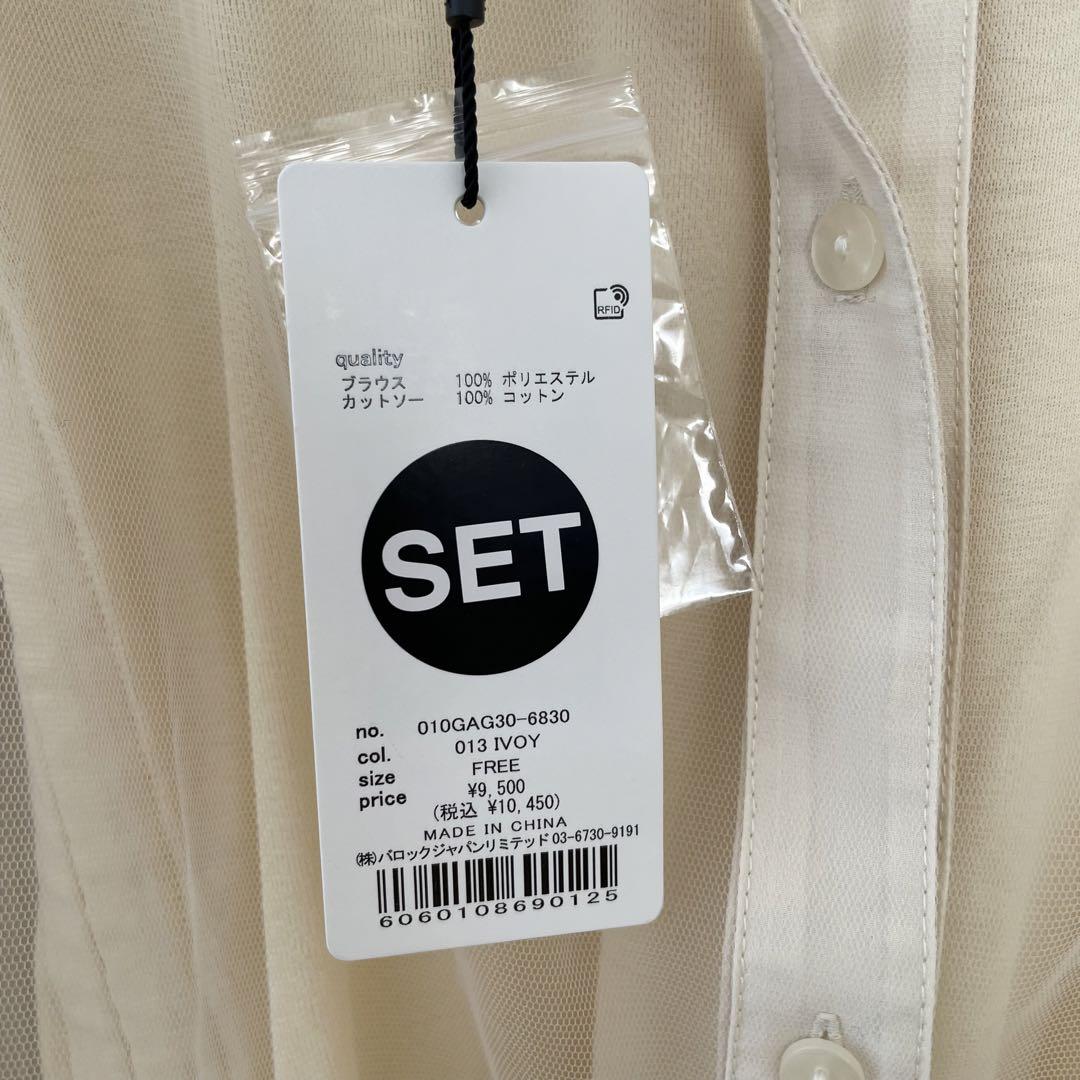 RFID
quality
ブラウス 100% ポリエステル
カットソー 100% コットン
SET
no. 010GAG30-6830
col. 013 IVOY
size FREE
price ¥9,500
(税込 ¥10,450)
MADE IN CHINA
㈱バロックジャパンリミテッド 03-6730-9191
6060108690125